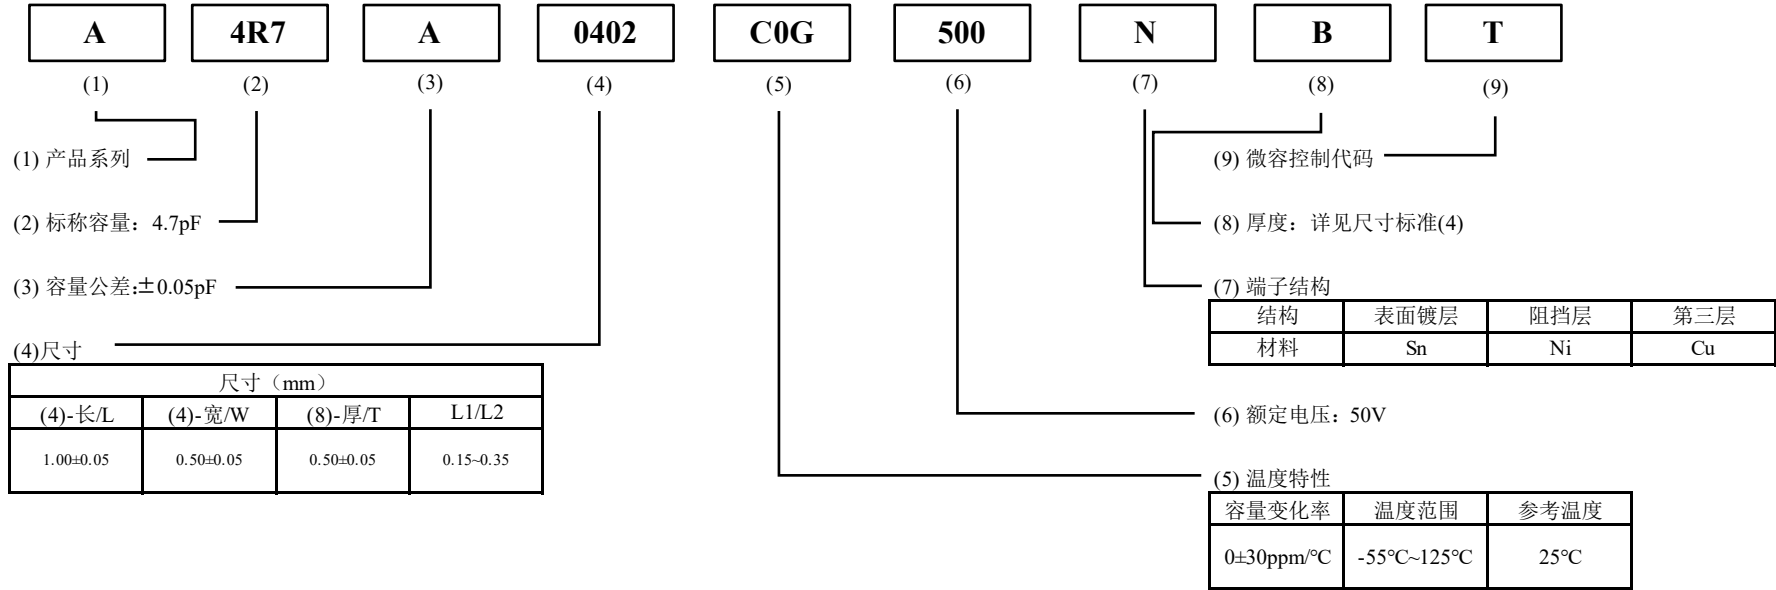 A 4R7 A 0402 C0G 500 N B T
(1) (2) (3) (4) (5) (6) (7) (8) (9)
(1) 产品系列
(2) 标称容量：4.7pF
(3) 容量公差:±0.05pF
(4)尺寸
尺寸（mm）
(4)-长/L (4)-宽/W (8)-厚/T L1/L2
1.00±0.05 0.50±0.05 0.50±0.05 0.15~0.35
(9) 微容控制代码
(8) 厚度：详见尺寸标准(4)
(7) 端子结构
结构 表面镀层 阻挡层 第三层
材料 Sn Ni Cu
(6) 额定电压：50V
(5) 温度特性
容量变化率 温度范围 参考温度
0±30ppm/℃ -55℃~125℃ 25℃